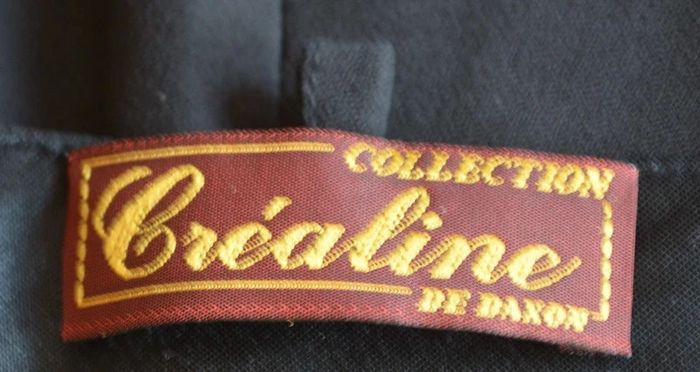 COLLECTION
Créaline
DE DAXON